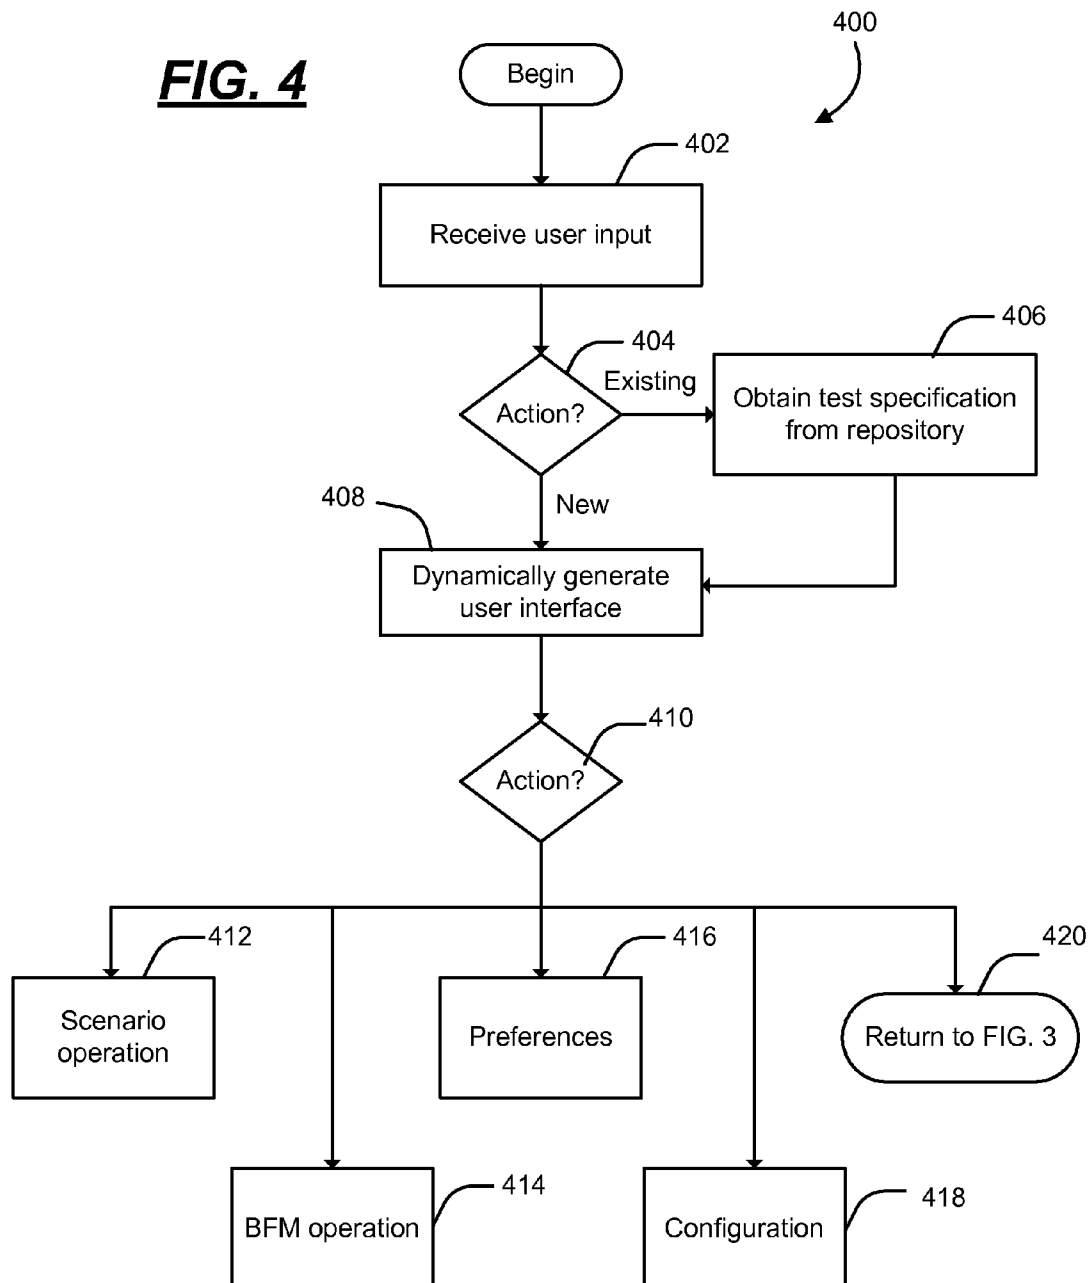 400
FIG. 4
Begin
402
Receive user input
406
404
Existing
Action?
Obtain test specification
from repository
408
New
Dynamically generate
user interface
410
Action?
412
416
420
Scenario
operation
Preferences
Return to FIG. 3
414
418
BFM operation
Configuration